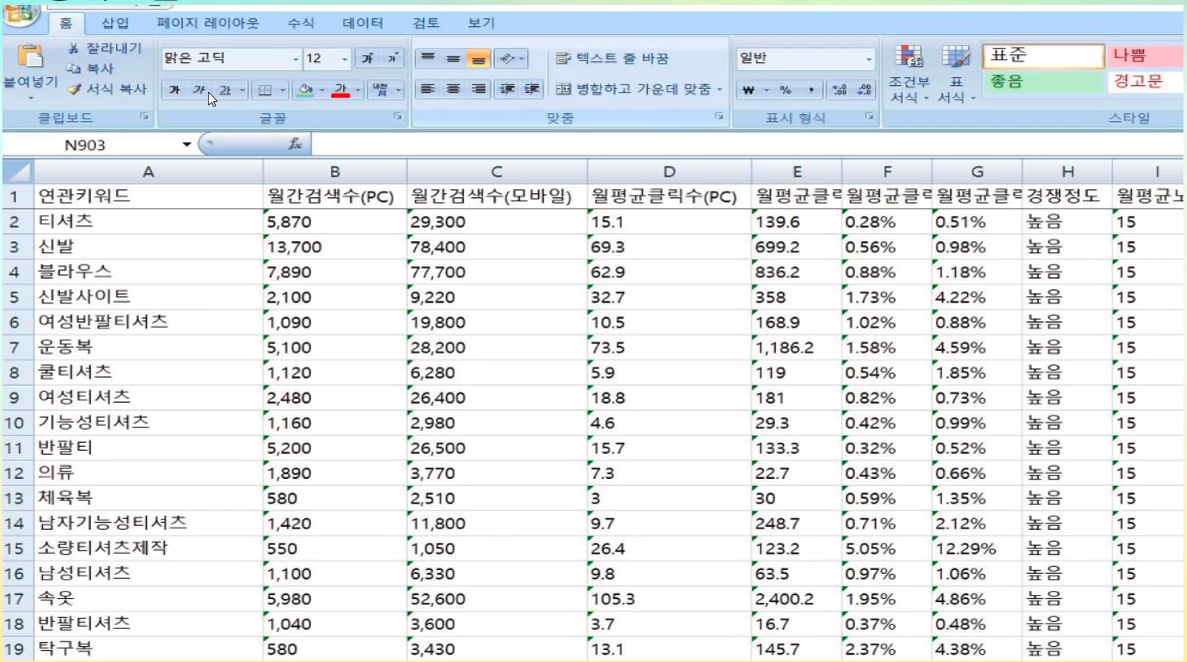 홈 삽입 페이지 레이아웃 수식 데이터 검토 보기
잘라내기
복사
서식 복사
붙여넣기
클립보드
맑은 고딕 12
가 가 가
글꼴
텍스트 줄 바꿈
병합하고 가운데 맞춤
맞춤
일반
₩ % ,
표시 형식
조건부 서식
표 서식
표준 나쁨
좋음 경고문
스타일
N903 fx
A B C D E F G H I
1 연관키워드 월간검색수(PC) 월간검색수(모바일) 월평균클릭수(PC) 월평균클 월평균클 월평균클 경쟁정도 월평균노
2 티셔츠 5,870 29,300 15.1 139.6 0.28% 0.51% 높음 15
3 신발 13,700 78,400 69.3 699.2 0.56% 0.98% 높음 15
4 블라우스 7,890 77,700 62.9 836.2 0.88% 1.18% 높음 15
5 신발사이트 2,100 9,220 32.7 358 1.73% 4.22% 높음 15
6 여성반팔티셔츠 1,090 19,800 10.5 168.9 1.02% 0.88% 높음 15
7 운동복 5,100 28,200 73.5 1,186.2 1.58% 4.59% 높음 15
8 쿨티셔츠 1,120 6,280 5.9 119 0.54% 1.85% 높음 15
9 여성티셔츠 2,480 26,400 18.8 181 0.82% 0.73% 높음 15
10 기능성티셔츠 1,160 2,980 4.6 29.3 0.42% 0.99% 높음 15
11 반팔티 5,200 26,500 15.7 133.3 0.32% 0.52% 높음 15
12 의류 1,890 3,770 7.3 22.7 0.43% 0.66% 높음 15
13 체육복 580 2,510 3 30 0.59% 1.35% 높음 15
14 남자기능성티셔츠 1,420 11,800 9.7 248.7 0.71% 2.12% 높음 15
15 소량티셔츠제작 550 1,050 26.4 123.2 5.05% 12.29% 높음 15
16 남성티셔츠 1,100 6,330 9.8 63.5 0.97% 1.06% 높음 15
17 속옷 5,980 52,600 105.3 2,400.2 1.95% 4.86% 높음 15
18 반팔티셔츠 1,040 3,600 3.7 16.7 0.37% 0.48% 높음 15
19 탁구복 580 3,430 13.1 145.7 2.37% 4.38% 높음 15